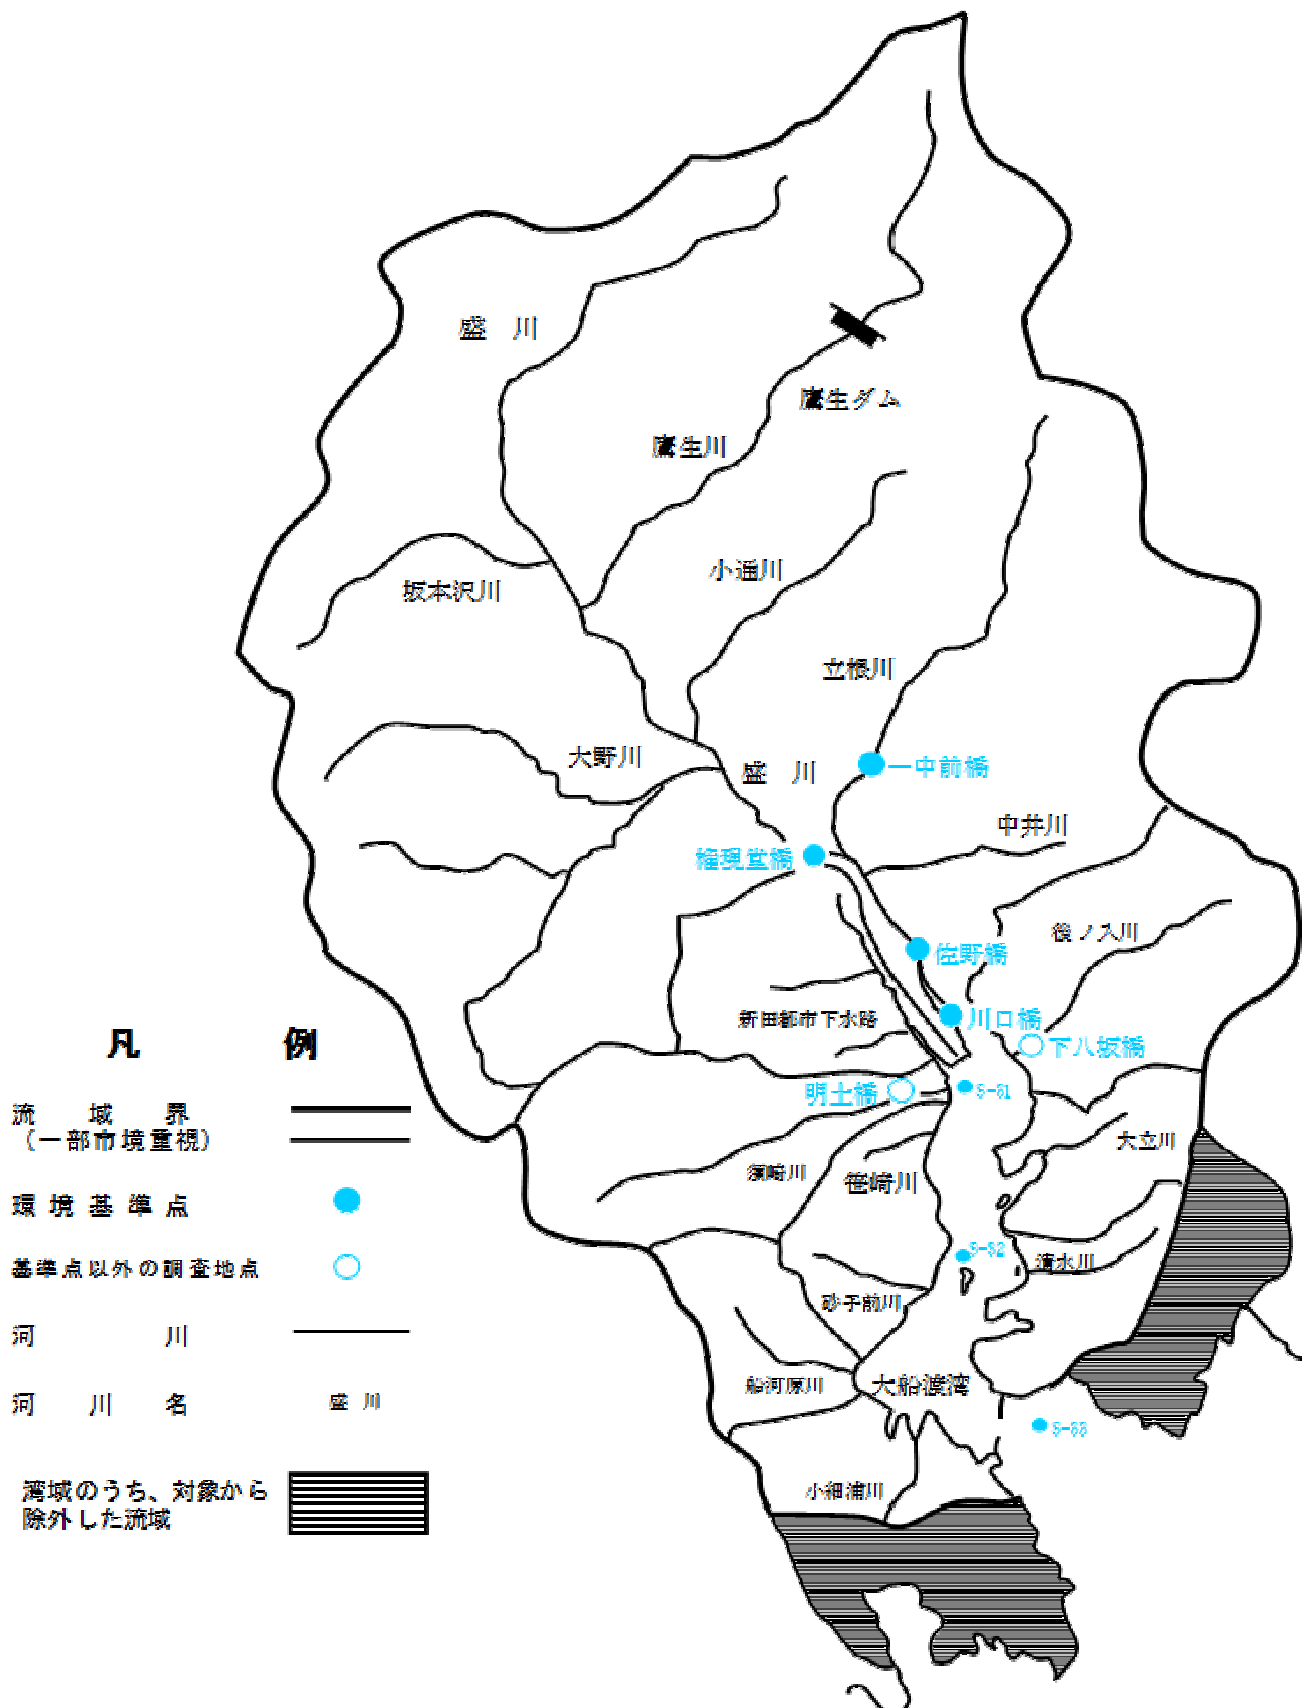 盛 川
鷹生ダム
鷹生川
小通川
坂本沢川
立根川
大野川
盛 川
一中前橋
中井川
権現堂橋
後ノ入川
佐野橋
新田都市下水路
川口橋
下八坂橋
明土橋
S-61
大立川
須崎川
笹崎川
S-62
清水川
砂子前川
船河原川
大船渡湾
S-63
小細浦川
凡 例
流 域 界
(一部市境重視)
環 境 基 準 点
基準点以外の調査地点
河 川
河 川 名
盛 川
湾域のうち、対象から
除外した流域